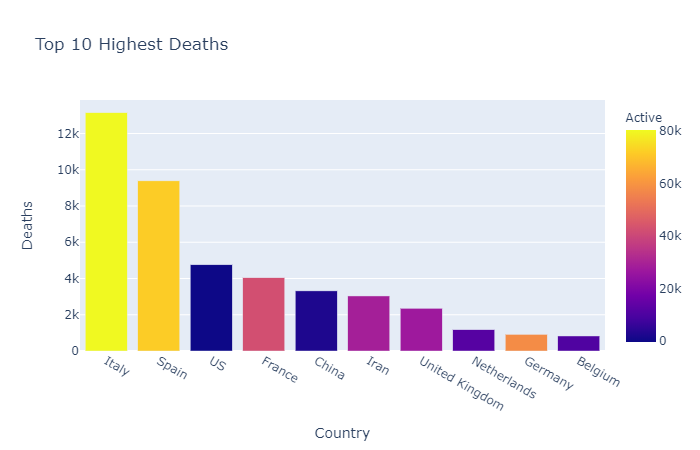 Top 10 Highest Deaths
Active
Deaths
12k
10k
8k
6k
4k
2k
0
80k
60k
40k
20k
0
Italy
Spain
US
France
China
Iran
United Kingdom
Netherlands
Germany
Belgium
Country